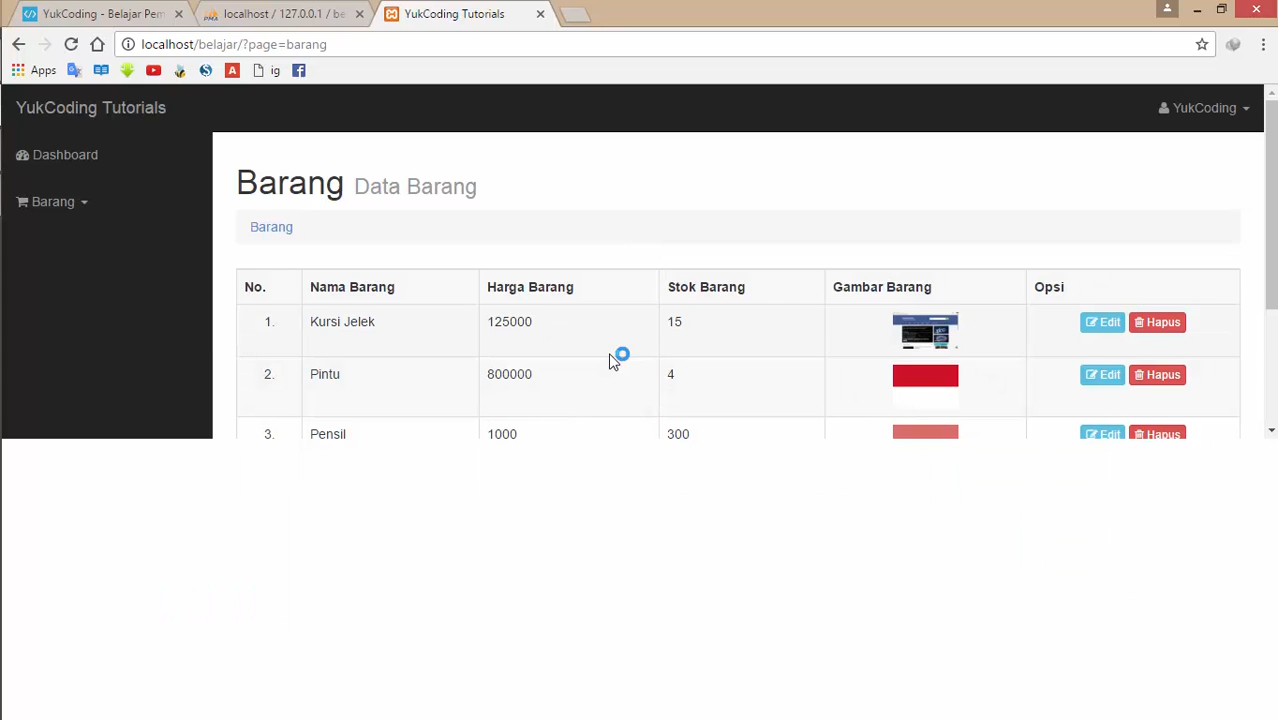 YukCoding - Belajar Pem
localhost / 127.0.0.1 / be
YukCoding Tutorials
localhost/belajar/?page=barang
Apps
ig
YukCoding Tutorials
YukCoding
Dashboard
Barang
Barang Data Barang
Barang
No. Nama Barang Harga Barang Stok Barang Gambar Barang Opsi
1. Kursi Jelek 125000 15 Edit Hapus
2. Pintu 800000 4 Edit Hapus
3. Pensil 1000 300 Edit Hapus